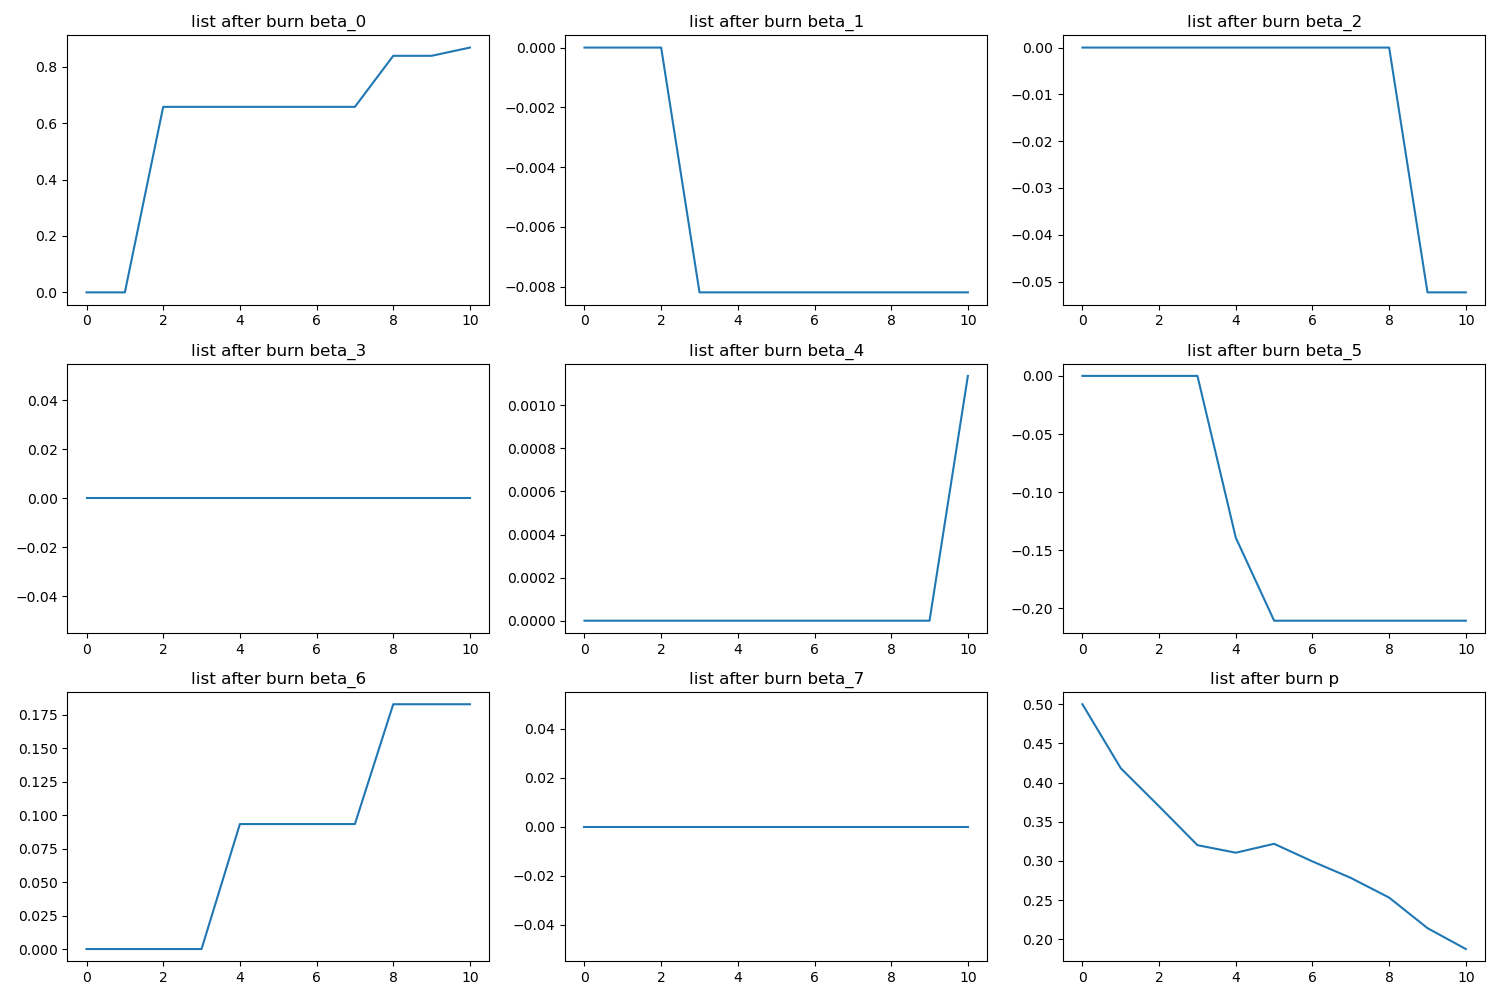 list after burn beta_0
0.8
0.6
0.4
0.2
0.0
0 2 4 6 8 10
list after burn beta_1
0.000
−0.002
−0.004
−0.006
−0.008
0 2 4 6 8 10
list after burn beta_2
0.00
−0.01
−0.02
−0.03
−0.04
−0.05
0 2 4 6 8 10
list after burn beta_3
0.04
0.02
0.00
−0.02
−0.04
0 2 4 6 8 10
list after burn beta_4
0.0010
0.0008
0.0006
0.0004
0.0002
0.0000
0 2 4 6 8 10
list after burn beta_5
0.00
−0.05
−0.10
−0.15
−0.20
0 2 4 6 8 10
list after burn beta_6
0.175
0.150
0.125
0.100
0.075
0.050
0.025
0.000
0 2 4 6 8 10
list after burn beta_7
0.04
0.02
0.00
−0.02
−0.04
0 2 4 6 8 10
list after burn p
0.50
0.45
0.40
0.35
0.30
0.25
0.20
0 2 4 6 8 10